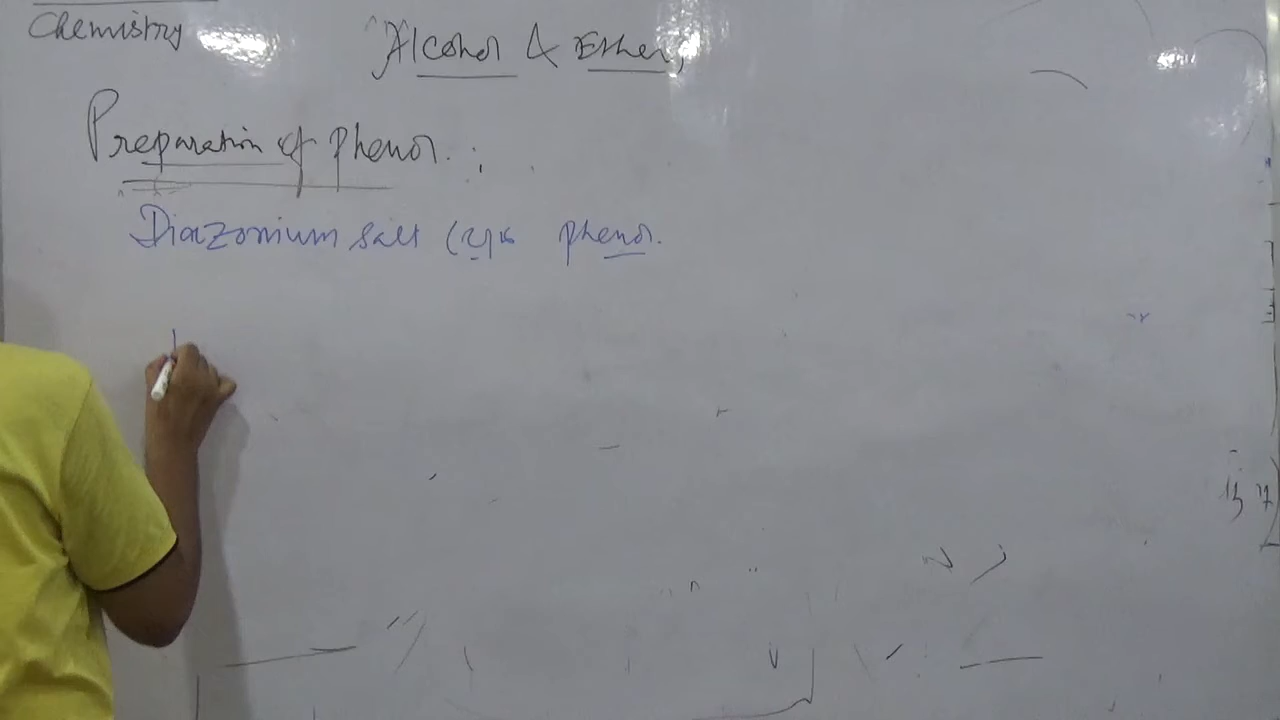 Chemistry
Alcohol & Ether,
Preparation of phenol. :
Diazonium salt phenol.